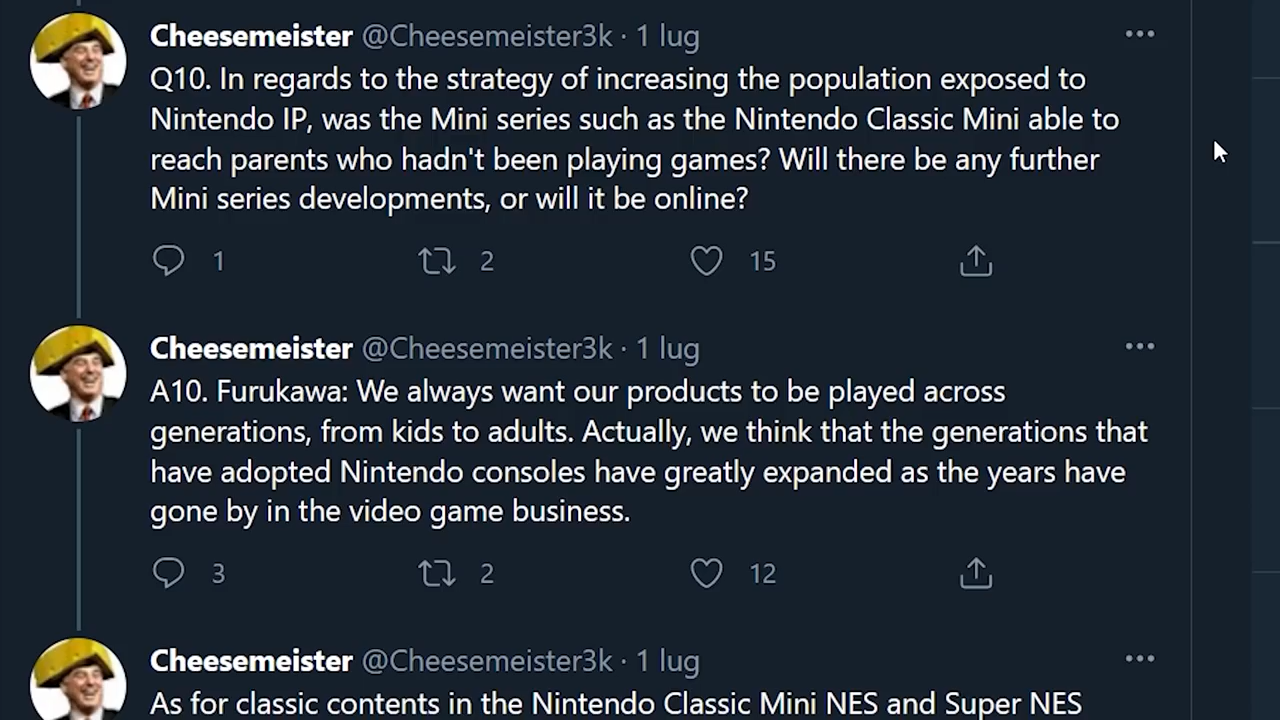 Cheesemeister @Cheesemeister3k · 1 lug
Q10. In regards to the strategy of increasing the population exposed to
Nintendo IP, was the Mini series such as the Nintendo Classic Mini able to
reach parents who hadn't been playing games? Will there be any further
Mini series developments, or will it be online?
1 2 15
Cheesemeister @Cheesemeister3k · 1 lug
A10. Furukawa: We always want our products to be played across
generations, from kids to adults. Actually, we think that the generations that
have adopted Nintendo consoles have greatly expanded as the years have
gone by in the video game business.
3 2 12
Cheesemeister @Cheesemeister3k · 1 lug
As for classic contents in the Nintendo Classic Mini NES and Super NES